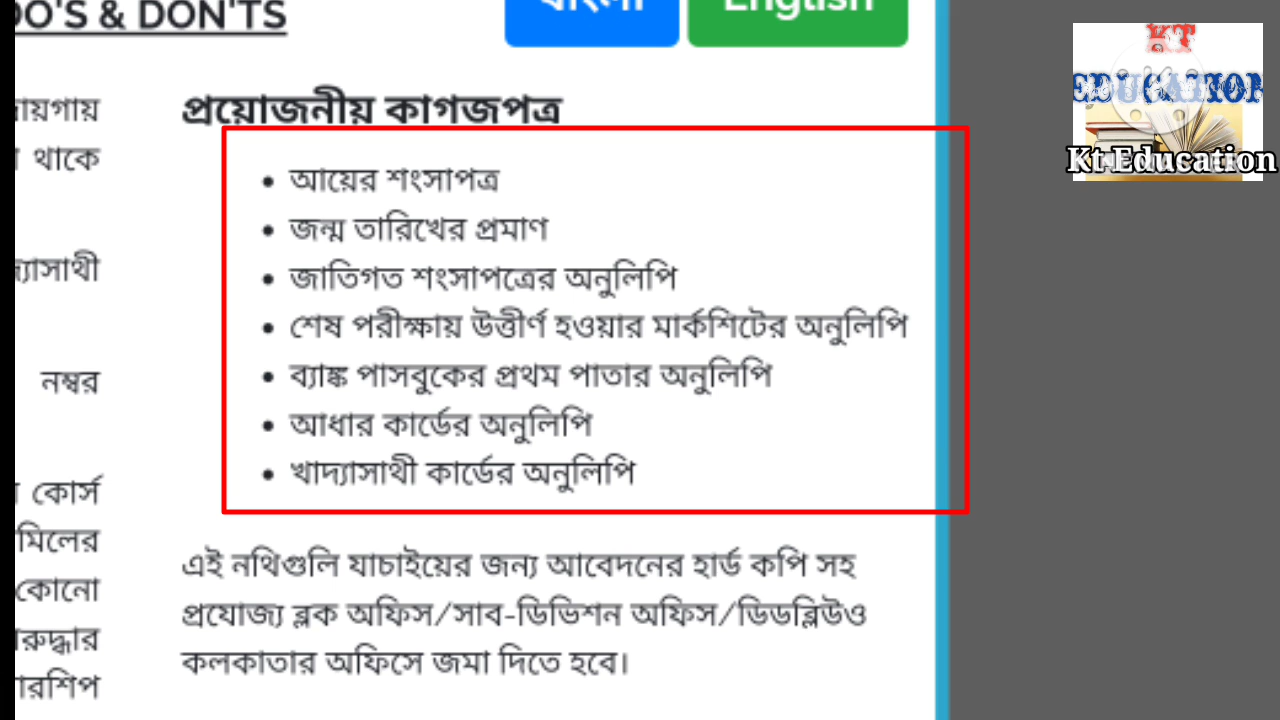 DO'S & DON'TS
বাংলা English
KT
EDUCATION
Kt Education
প্রয়োজনীয় কাগজপত্র
আয়ের শংসাপত্র
জন্ম তারিখের প্রমাণ
জাতিগত শংসাপত্রের অনুলিপি
শেষ পরীক্ষায় উত্তীর্ণ হওয়ার মার্কশিটের অনুলিপি
ব্যাঙ্ক পাসবুকের প্রথম পাতার অনুলিপি
আধার কার্ডের অনুলিপি
খাদ্যাসাথী কার্ডের অনুলিপি
এই নথিগুলি যাচাইয়ের জন্য আবেদনের হার্ড কপি সহ
প্রযোজ্য ব্লক অফিস/সাব-ডিভিশন অফিস/ডিডব্লিউও
কলকাতার অফিসে জমা দিতে হবে।
থাকে
নম্বর
কোর্স
কোনো